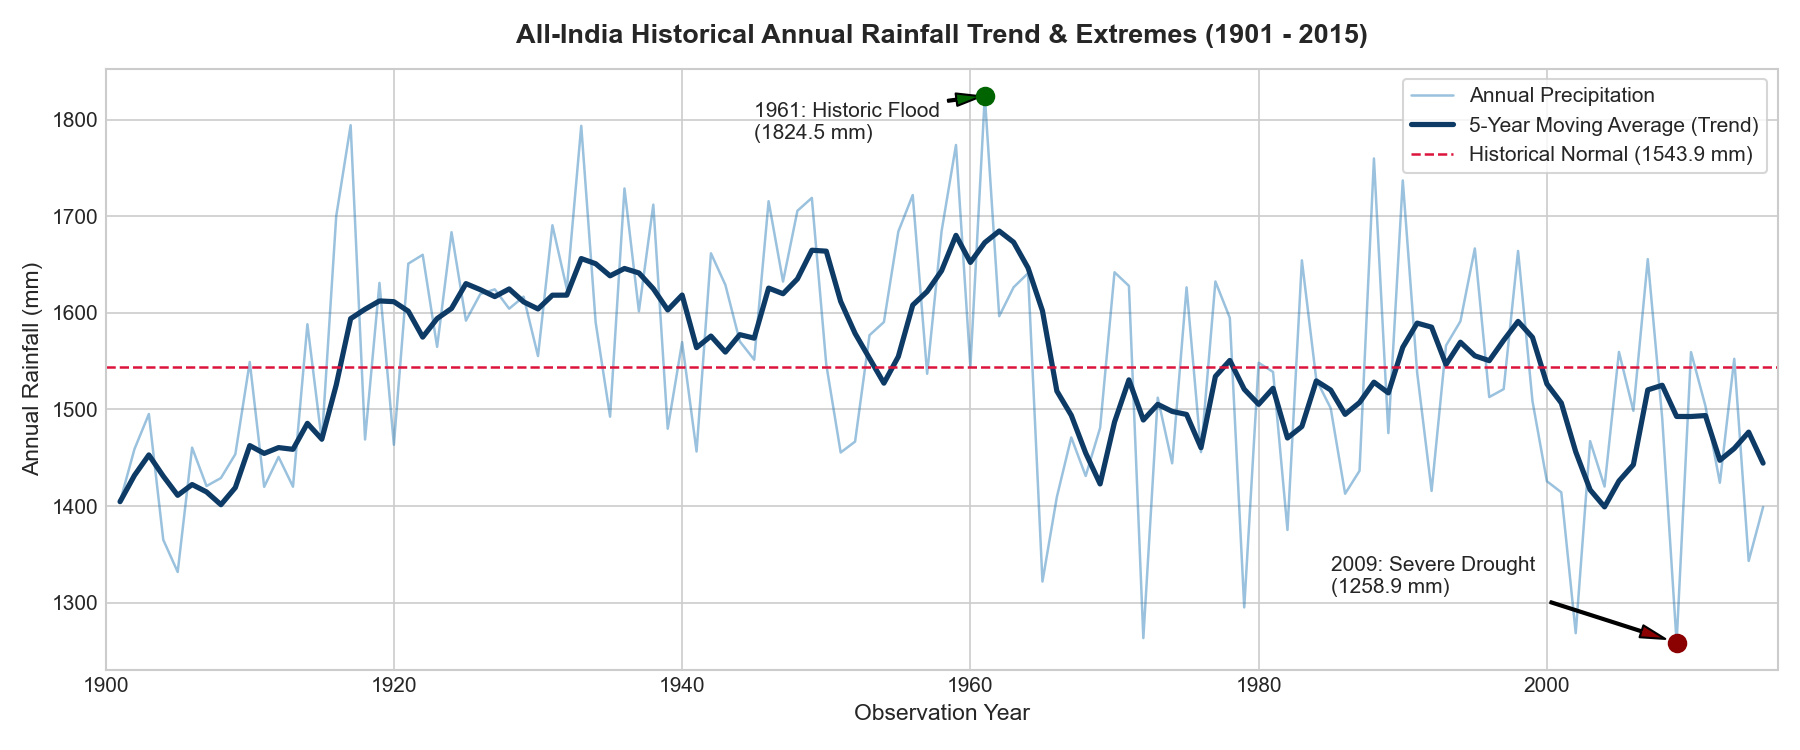 All-India Historical Annual Rainfall Trend & Extremes (1901 - 2015)
Annual Rainfall (mm)
1800
1700
1600
1500
1400
1300
1961: Historic Flood
(1824.5 mm)
Annual Precipitation
5-Year Moving Average (Trend)
Historical Normal (1543.9 mm)
2009: Severe Drought
(1258.9 mm)
1900 1920 1940 1960 1980 2000
Observation Year